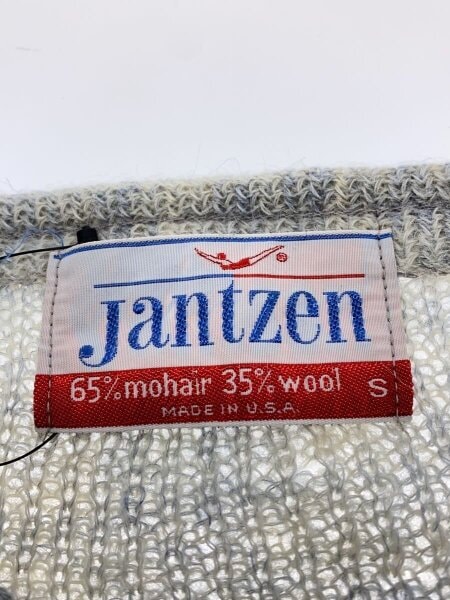 Jantzen
65% mohair 35% wool S
MADE IN U.S.A.